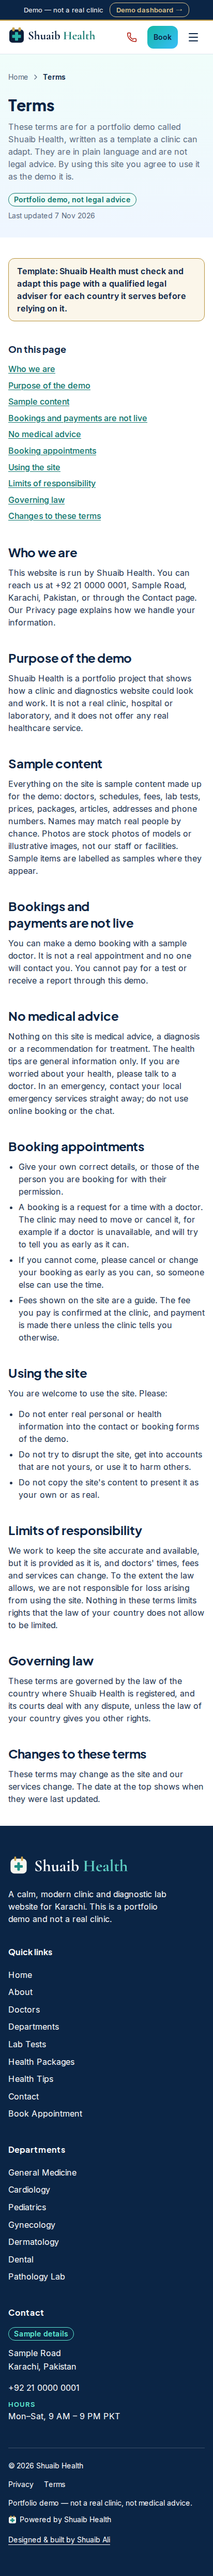 Demo — not a real clinic Demo dashboard →
Shuaib Health Book
Home > Terms
Terms
These terms are for a portfolio demo called
Shuaib Health, written as a template a clinic can
adapt. They are in plain language and are not
legal advice. By using this site you agree to use it
as the demo it is.
Portfolio demo, not legal advice
Last updated 7 Nov 2026
Template: Shuaib Health must check and
adapt this page with a qualified legal
adviser for each country it serves before
relying on it.
On this page
Who we are
Purpose of the demo
Sample content
Bookings and payments are not live
No medical advice
Booking appointments
Using the site
Limits of responsibility
Governing law
Changes to these terms
Who we are
This website is run by Shuaib Health. You can
reach us at +92 21 0000 0001, Sample Road,
Karachi, Pakistan, or through the Contact page.
Our Privacy page explains how we handle your
information.
Purpose of the demo
Shuaib Health is a portfolio project that shows
how a clinic and diagnostics website could look
and work. It is not a real clinic, hospital or
laboratory, and it does not offer any real
healthcare service.
Sample content
Everything on the site is sample content made up
for the demo: doctors, schedules, fees, lab tests,
prices, packages, articles, addresses and phone
numbers. Names may match real people by
chance. Photos are stock photos of models or
illustrative images, not our staff or facilities.
Sample items are labelled as samples where they
appear.
Bookings and
payments are not live
You can make a demo booking with a sample
doctor. It is not a real appointment and no one
will contact you. You cannot pay for a test or
receive a report through this demo.
No medical advice
Nothing on this site is medical advice, a diagnosis
or a recommendation for treatment. The health
tips are general information only. If you are
worried about your health, please talk to a
doctor. In an emergency, contact your local
emergency services straight away; do not use
online booking or the chat.
Booking appointments
• Give your own correct details, or those of the
person you are booking for with their
permission.
• A booking is a request for a time with a doctor.
The clinic may need to move or cancel it, for
example if a doctor is unavailable, and will try
to tell you as early as it can.
• If you cannot come, please cancel or change
your booking as early as you can, so someone
else can use the time.
• Fees shown on the site are a guide. The fee
you pay is confirmed at the clinic, and payment
is made there unless the clinic tells you
otherwise.
Using the site
You are welcome to use the site. Please:
• Do not enter real personal or health
information into the contact or booking forms
of the demo.
• Do not try to disrupt the site, get into accounts
that are not yours, or use it to harm others.
• Do not copy the site's content to present it as
your own or as real.
Limits of responsibility
We work to keep the site accurate and available,
but it is provided as it is, and doctors' times, fees
and services can change. To the extent the law
allows, we are not responsible for loss arising
from using the site. Nothing in these terms limits
rights that the law of your country does not allow
to be limited.
Governing law
These terms are governed by the law of the
country where Shuaib Health is registered, and
its courts deal with any dispute, unless the law of
your country gives you other rights.
Changes to these terms
These terms may change as the site and our
services change. The date at the top shows when
they were last updated.
Shuaib Health
A calm, modern clinic and diagnostic lab
website for Karachi. This is a portfolio
demo and not a real clinic.
Quick links
Home
About
Doctors
Departments
Lab Tests
Health Packages
Health Tips
Contact
Book Appointment
Departments
General Medicine
Cardiology
Pediatrics
Gynecology
Dermatology
Dental
Pathology Lab
Contact
Sample details
Sample Road
Karachi, Pakistan
+92 21 0000 0001
HOURS
Mon–Sat, 9 AM – 9 PM PKT
© 2026 Shuaib Health
Privacy Terms
Portfolio demo — not a real clinic, not medical advice.
Powered by Shuaib Health
Designed & built by Shuaib Ali